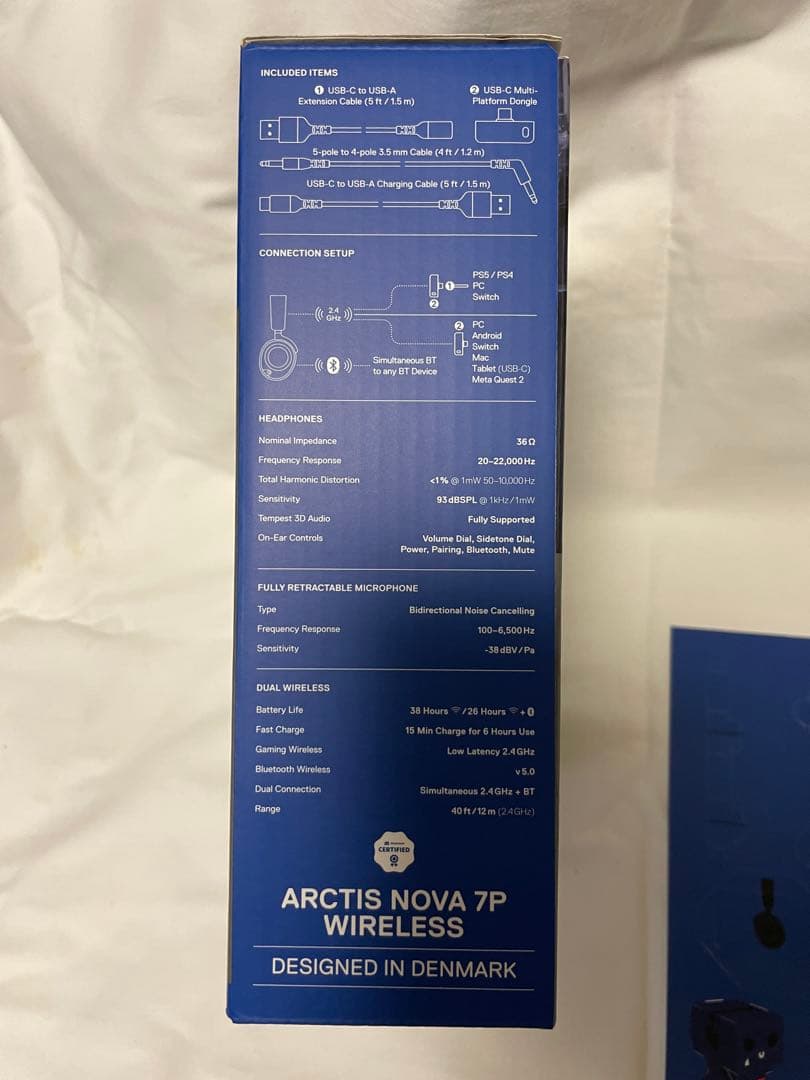 INCLUDED ITEMS
1 USB-C to USB-A
Extension Cable (5 ft / 1.5 m)
2 USB-C Multi-
Platform Dongle
5-pole to 4-pole 3.5 mm Cable (4 ft / 1.2 m)
USB-C to USB-A Charging Cable (5 ft / 1.5 m)
CONNECTION SETUP
2.4
GHz
1
2
PS5 / PS4
PC
Switch
2 PC
Android
Switch
Mac
Tablet (USB-C)
Meta Quest 2
Simultaneous BT
to any BT Device
HEADPHONES
Nominal Impedance 36 Ω
Frequency Response 20–22,000 Hz
Total Harmonic Distortion <1% @ 1mW 50–10,000 Hz
Sensitivity 93 dBSPL @ 1kHz / 1mW
Tempest 3D Audio Fully Supported
On-Ear Controls Volume Dial, Sidetone Dial,
Power, Pairing, Bluetooth, Mute
FULLY RETRACTABLE MICROPHONE
Type Bidirectional Noise Cancelling
Frequency Response 100–6,500 Hz
Sensitivity -38 dBV / Pa
DUAL WIRELESS
Battery Life 38 Hours / 26 Hours +
Fast Charge 15 Min Charge for 6 Hours Use
Gaming Wireless Low Latency 2.4 GHz
Bluetooth Wireless v 5.0
Dual Connection Simultaneous 2.4 GHz + BT
Range 40 ft / 12 m (2.4GHz)
CERTIFIED
ARCTIS NOVA 7P
WIRELESS
DESIGNED IN DENMARK